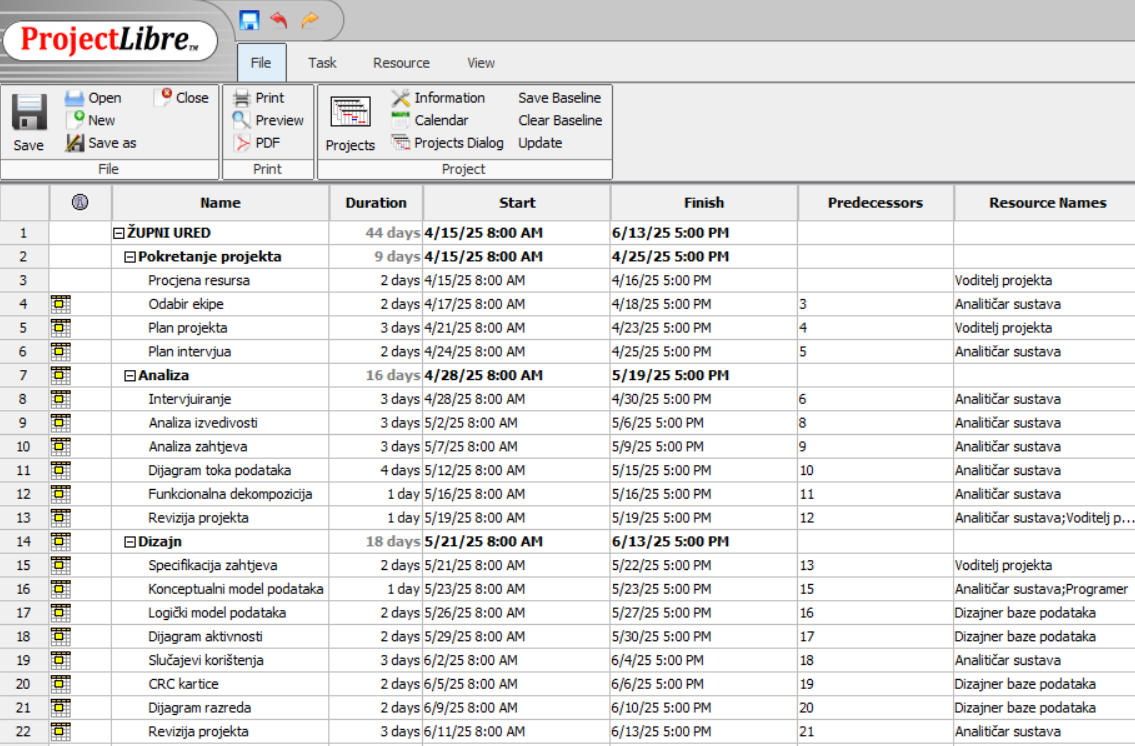 ProjectLibre™
File Task Resource View
Save
Open
New
Save as
Close
File
Print
Preview
PDF
Print
Projects
Information
Calendar
Projects Dialog
Save Baseline
Clear Baseline
Update
Project
Name Duration Start Finish Predecessors Resource Names
1 ŽUPNI URED 44 days 4/15/25 8:00 AM 6/13/25 5:00 PM
2 Pokretanje projekta 9 days 4/15/25 8:00 AM 4/25/25 5:00 PM
3 Procjena resursa 2 days 4/15/25 8:00 AM 4/16/25 5:00 PM Voditelj projekta
4 Odabir ekipe 2 days 4/17/25 8:00 AM 4/18/25 5:00 PM 3 Analitičar sustava
5 Plan projekta 3 days 4/21/25 8:00 AM 4/23/25 5:00 PM 4 Voditelj projekta
6 Plan intervjua 2 days 4/24/25 8:00 AM 4/25/25 5:00 PM 5 Analitičar sustava
7 Analiza 16 days 4/28/25 8:00 AM 5/19/25 5:00 PM
8 Intervjuiranje 3 days 4/28/25 8:00 AM 4/30/25 5:00 PM 6 Analitičar sustava
9 Analiza izvedivosti 3 days 5/2/25 8:00 AM 5/6/25 5:00 PM 8 Analitičar sustava
10 Analiza zahtjeva 3 days 5/7/25 8:00 AM 5/9/25 5:00 PM 9 Analitičar sustava
11 Dijagram toka podataka 4 days 5/12/25 8:00 AM 5/15/25 5:00 PM 10 Analitičar sustava
12 Funkcionalna dekompozicija 1 day 5/16/25 8:00 AM 5/16/25 5:00 PM 11 Analitičar sustava
13 Revizija projekta 1 day 5/19/25 8:00 AM 5/19/25 5:00 PM 12 Analitičar sustava;Voditelj p...
14 Dizajn 18 days 5/21/25 8:00 AM 6/13/25 5:00 PM
15 Specifikacija zahtjeva 2 days 5/21/25 8:00 AM 5/22/25 5:00 PM 13 Voditelj projekta
16 Konceptualni model podataka 1 day 5/23/25 8:00 AM 5/23/25 5:00 PM 15 Analitičar sustava;Programer
17 Logički model podataka 2 days 5/26/25 8:00 AM 5/27/25 5:00 PM 16 Dizajner baze podataka
18 Dijagram aktivnosti 2 days 5/29/25 8:00 AM 5/30/25 5:00 PM 17 Dizajner baze podataka
19 Slučajevi korištenja 3 days 6/2/25 8:00 AM 6/4/25 5:00 PM 18 Analitičar sustava
20 CRC kartice 2 days 6/5/25 8:00 AM 6/6/25 5:00 PM 19 Dizajner baze podataka
21 Dijagram razreda 2 days 6/9/25 8:00 AM 6/10/25 5:00 PM 20 Dizajner baze podataka
22 Revizija projekta 3 days 6/11/25 8:00 AM 6/13/25 5:00 PM 21 Analitičar sustava